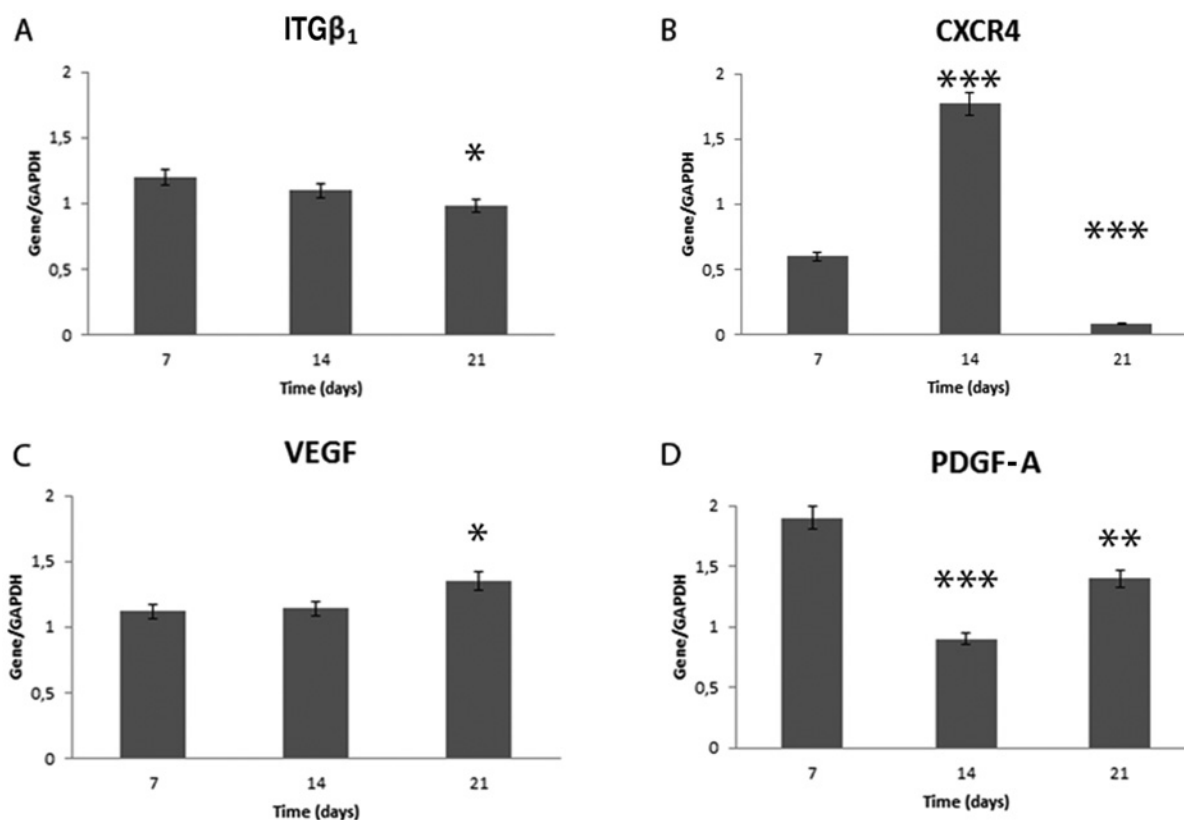 A
ITGβ₁
2
1,5
1
0,5
0
Gene/GAPDH
*
7 14 21
Time (days)
B
CXCR4
2
1,5
1
0,5
0
Gene/GAPDH
***
***
7 14 21
Time (days)
C
VEGF
2
1,5
1
0,5
0
Gene/GAPDH
*
7 14 21
Time (days)
D
PDGF-A
2
1,5
1
0,5
0
Gene/GAPDH
***
**
7 14 21
Time (days)